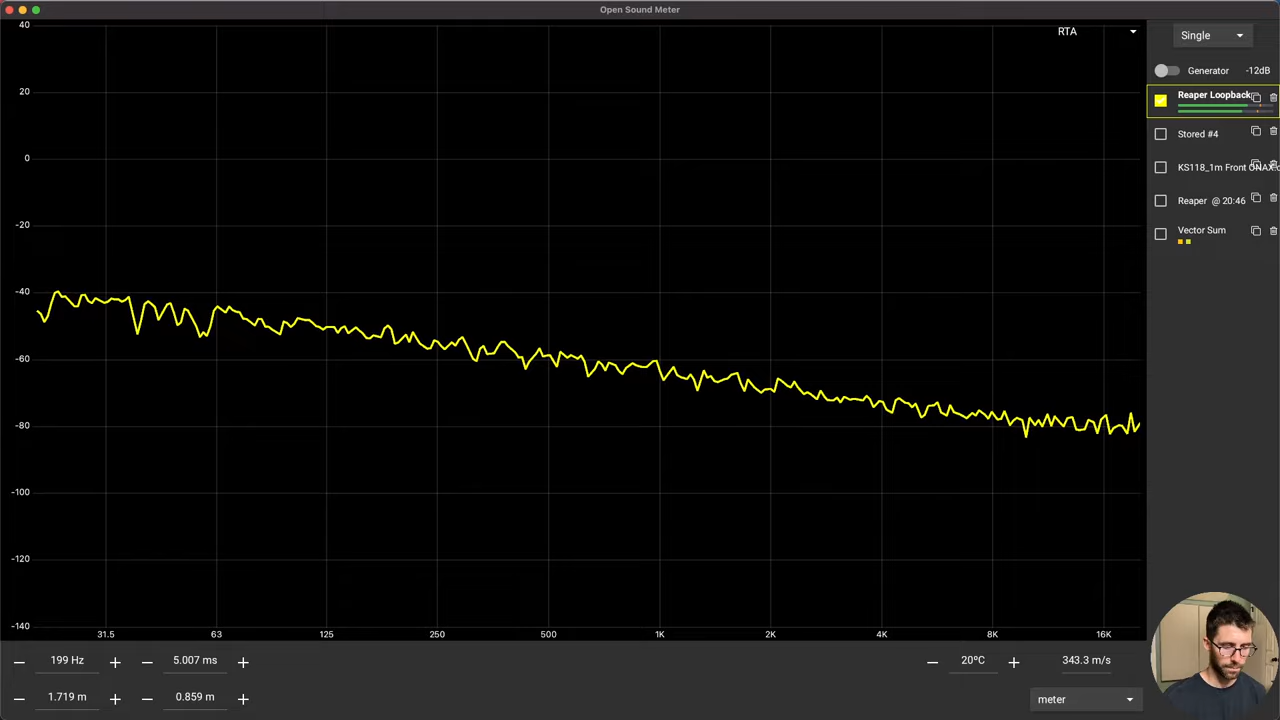 Open Sound Meter
40
20
0
-20
-40
-60
-80
-100
-120
-140
31.5 63 125 250 500 1K 2K 4K 8K 16K
RTA
Single
Generator -12dB
Reaper Loopback
Stored #4
KS118_1m Front ONAX.c
Reaper @ 20:46
Vector Sum
199 Hz 5.007 ms 20ºC 343.3 m/s
1.719 m 0.859 m meter